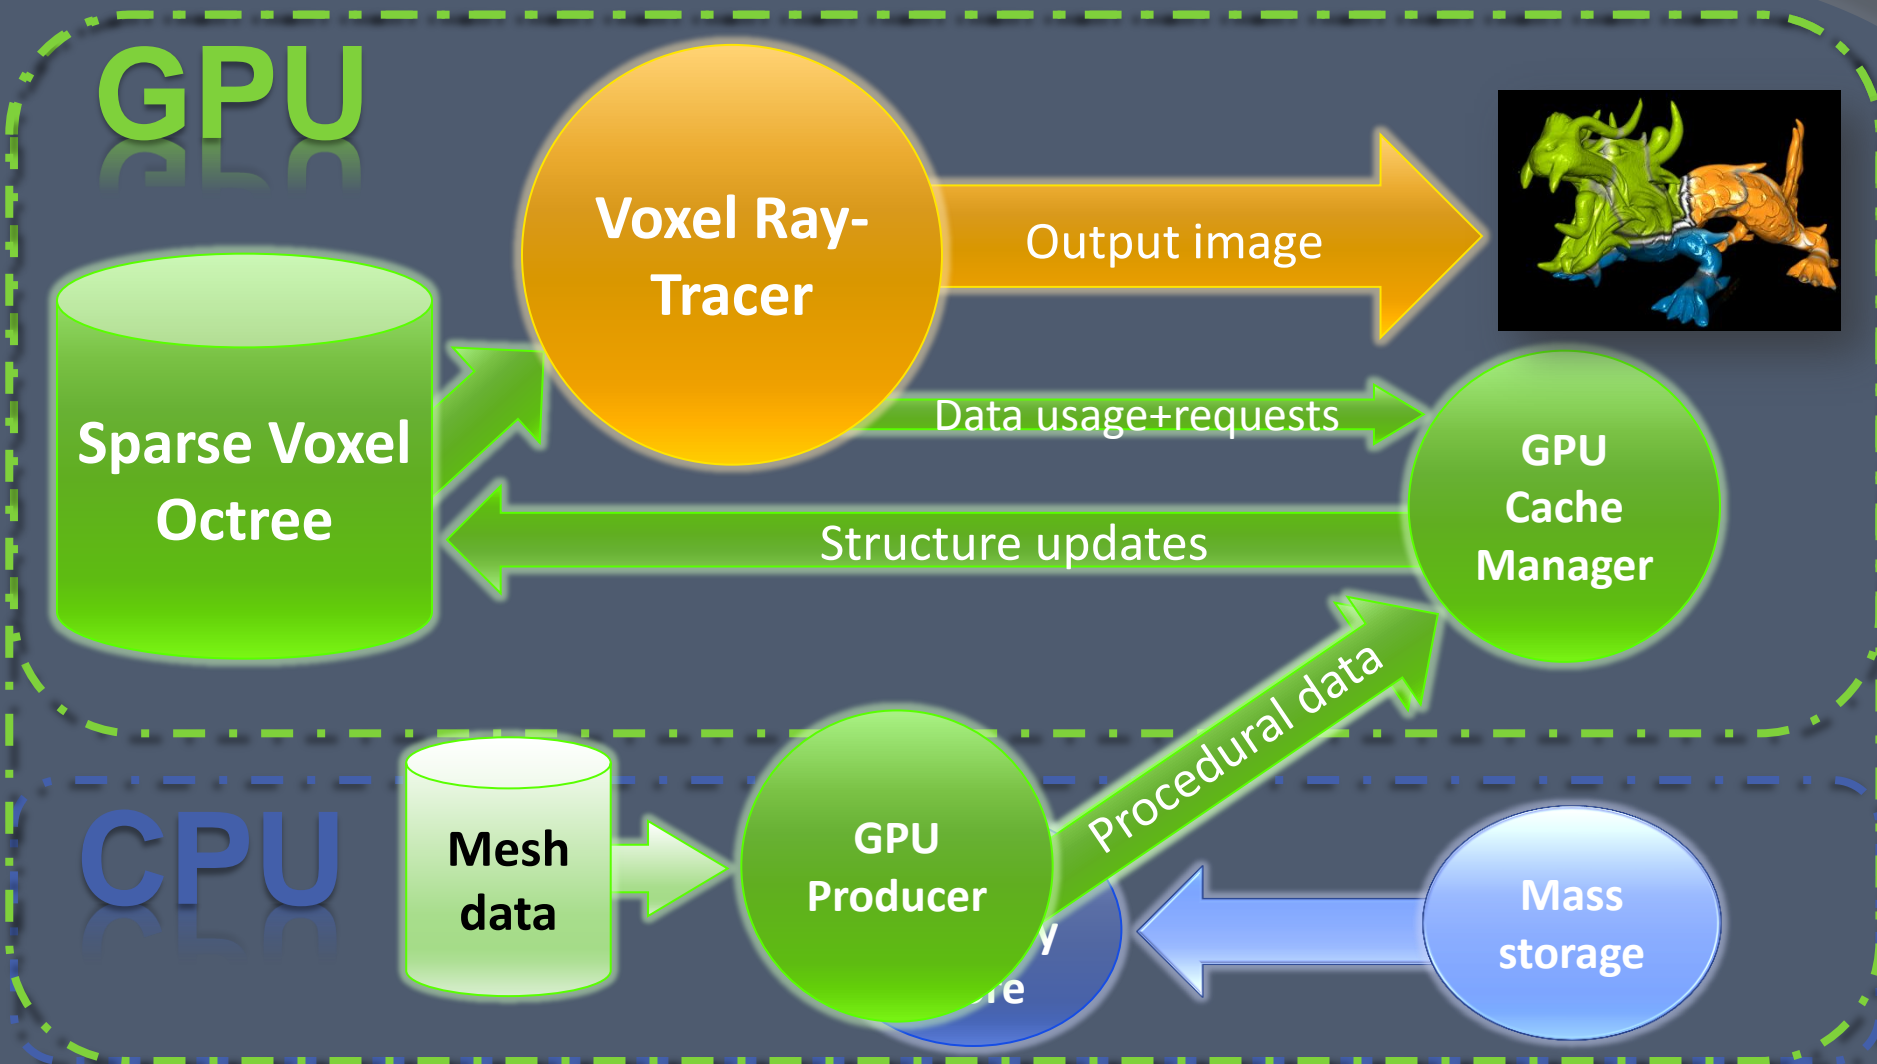 GPU
Voxel Ray-
Tracer
Output image
Sparse Voxel
Octree
Data usage+requests
GPU
Cache
Manager
Structure updates
Procedural data
CPU
Mesh
data
GPU
Producer
Mass
storage